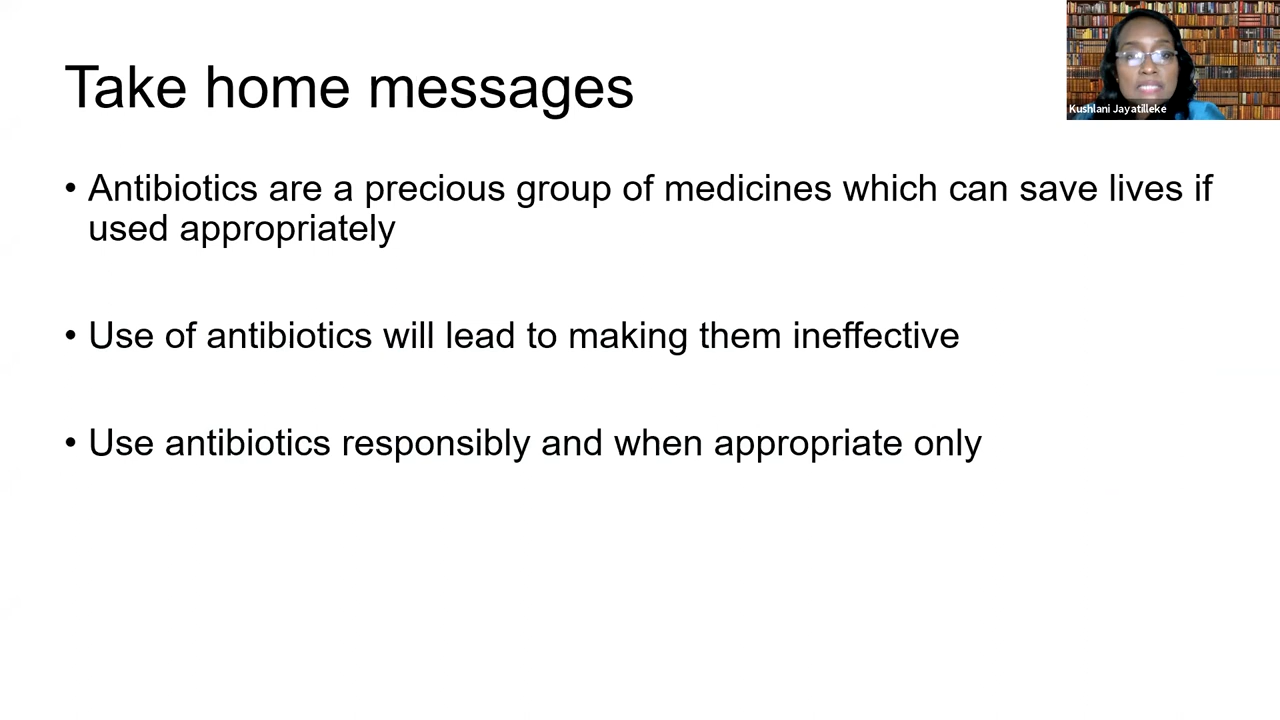 Take home messages
Kushlani Jayatilleke
• Antibiotics are a precious group of medicines which can save lives if
used appropriately
• Use of antibiotics will lead to making them ineffective
• Use antibiotics responsibly and when appropriate only